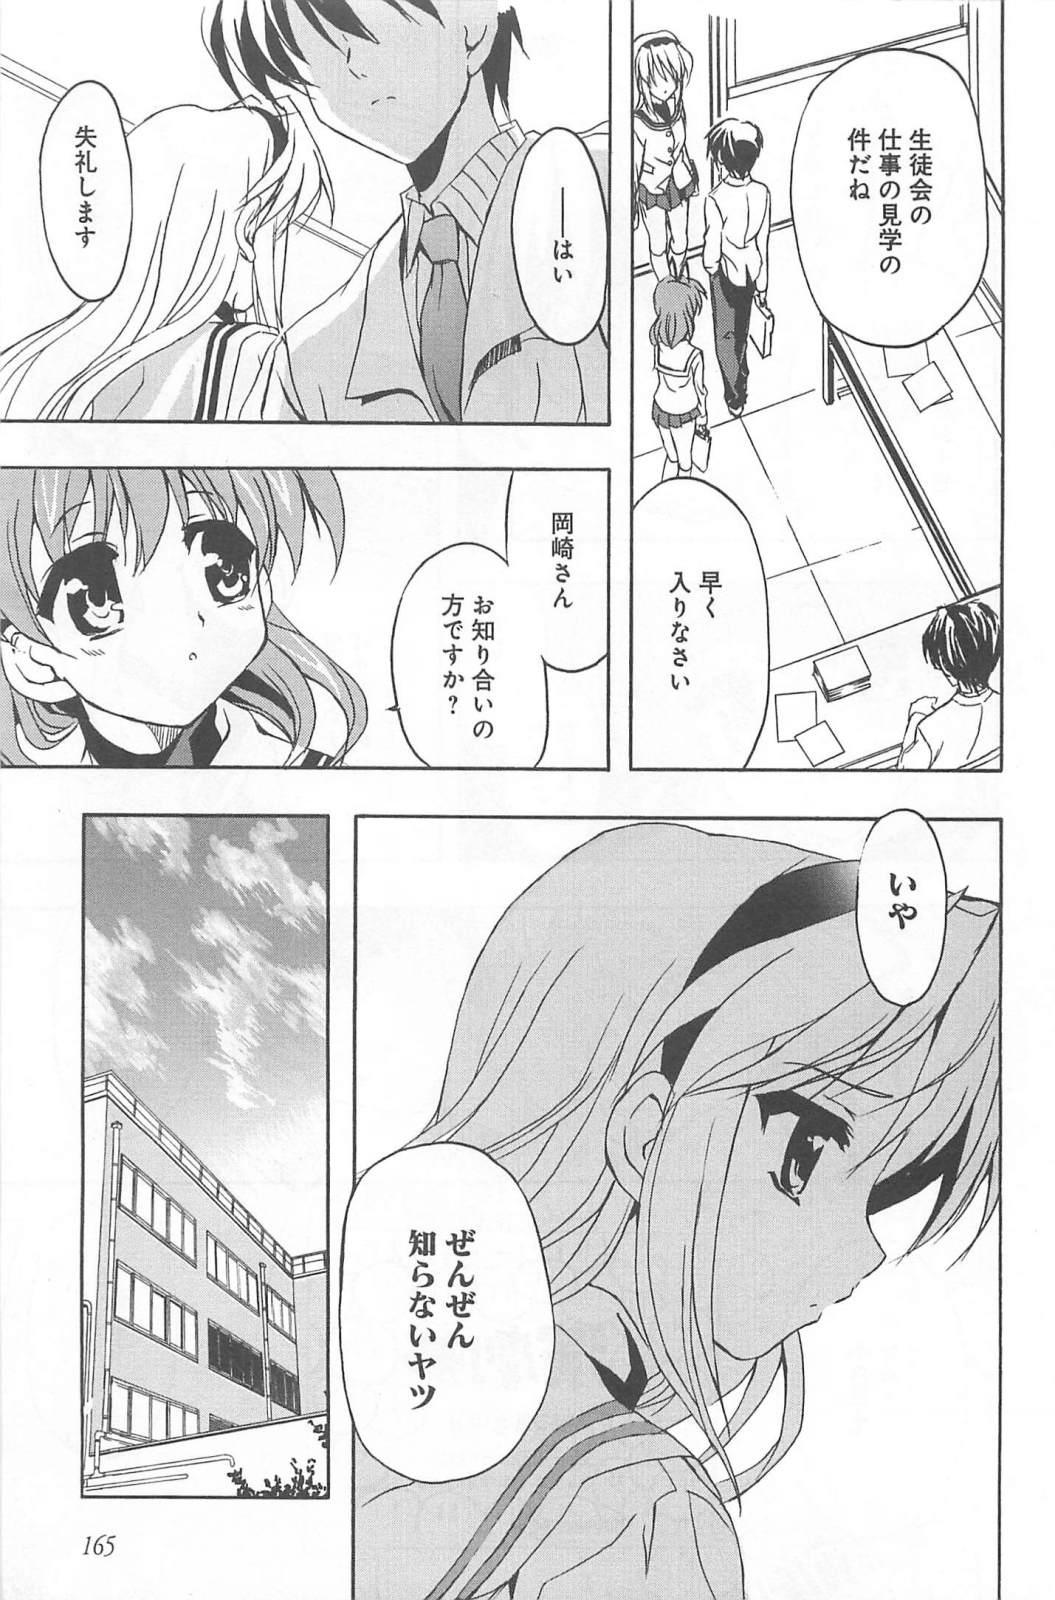 生徒会の
仕事の見学の
件だね
早く
入りなさい
──はい
失礼します
岡崎さん
お知り合いの
方ですか?
いや
ぜんぜん
知らないヤツ
165